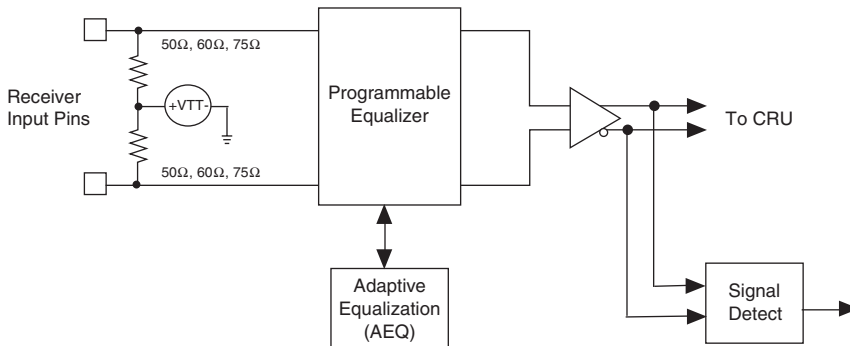 50Ω, 60Ω, 75Ω
Receiver
Input Pins
+VTT-
50Ω, 60Ω, 75Ω
Programmable
Equalizer
To CRU
Adaptive
Equalization
(AEQ)
Signal
Detect